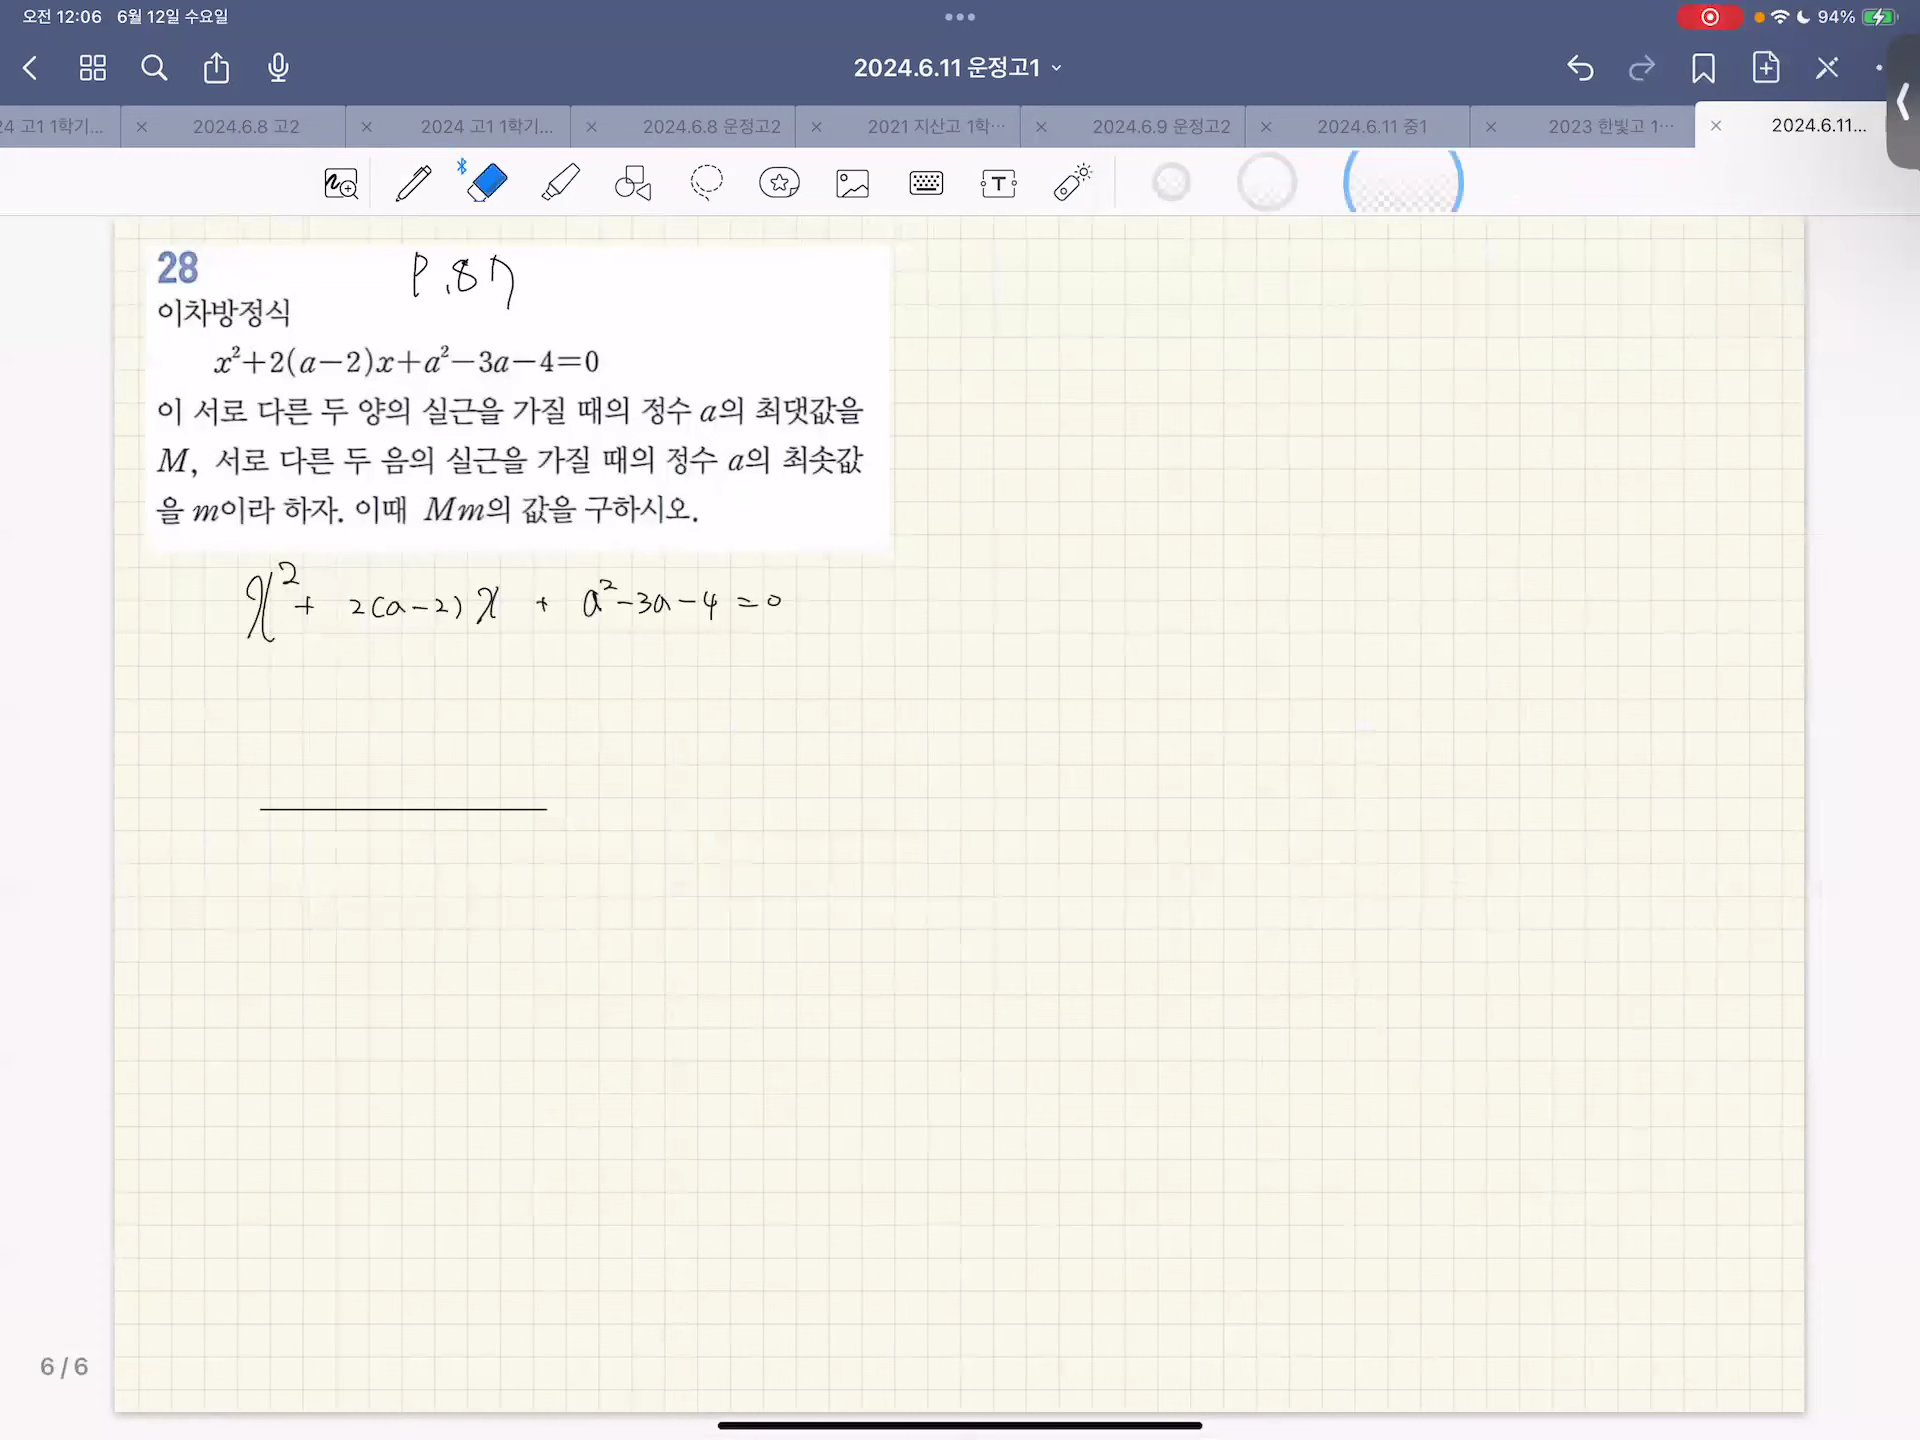 오전 12:06 6월 12일 수요일
94%
2024.6.11 운정고1
24 고1 1학기...
2024.6.8 고2
2024 고1 1학기...
2024.6.8 운정고2
2021 지산고 1학...
2024.6.9 운정고2
2024.6.11 중1
2023 한빛고 1...
2024.6.11...
28 P.87
이차방정식
x²+2(a−2)x+a²−3a−4=0
이 서로 다른 두 양의 실근을 가질 때의 정수 a의 최댓값을
M, 서로 다른 두 음의 실근을 가질 때의 정수 a의 최솟값
을 m이라 하자. 이때 Mm의 값을 구하시오.
x² + 2(a−2)x + a²−3a−4 = 0
6 / 6